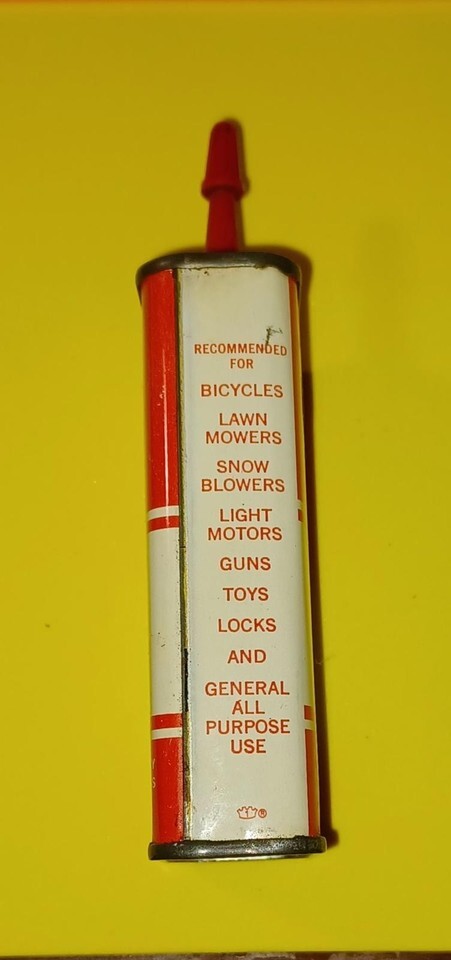 RECOMMENDED
FOR
BICYCLES
LAWN
MOWERS
SNOW
BLOWERS
LIGHT
MOTORS
GUNS
TOYS
LOCKS
AND
GENERAL
ALL
PURPOSE
USE
®